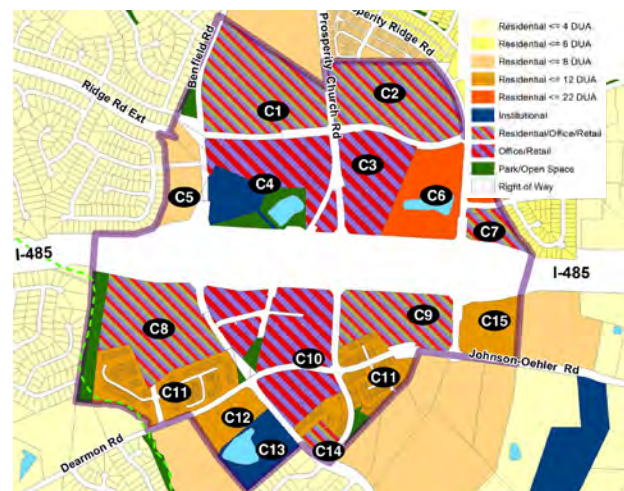 Benfield Rd
Prosperity Church Rd
sperity Ridge Rd
Ridge Rd Ext
Residential <= 4 DUA
Residential <= 6 DUA
Residential <= 8 DUA
Residential <= 12 DUA
Residential <= 22 DUA
Institutional
Residential/Office/Retail
Office/Retail
Park/Open Space
Right of Way
C1
C2
C3
C4
C5
C6
C7
I-485
I-485
C8
C9
C15
C10
Johnson-Oehler Rd
C11
C11
C12
C13
C14
Dearmon Rd